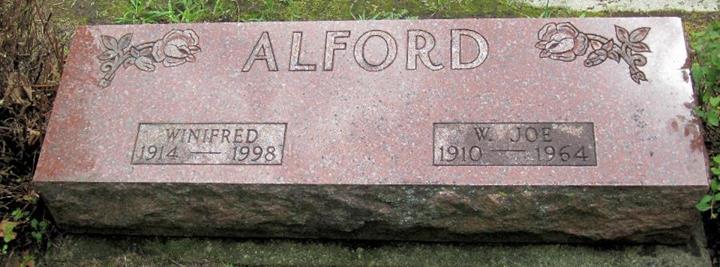 ALFORD
WINIFRED
1914 — 1998
W. JOE
1910 — 1964